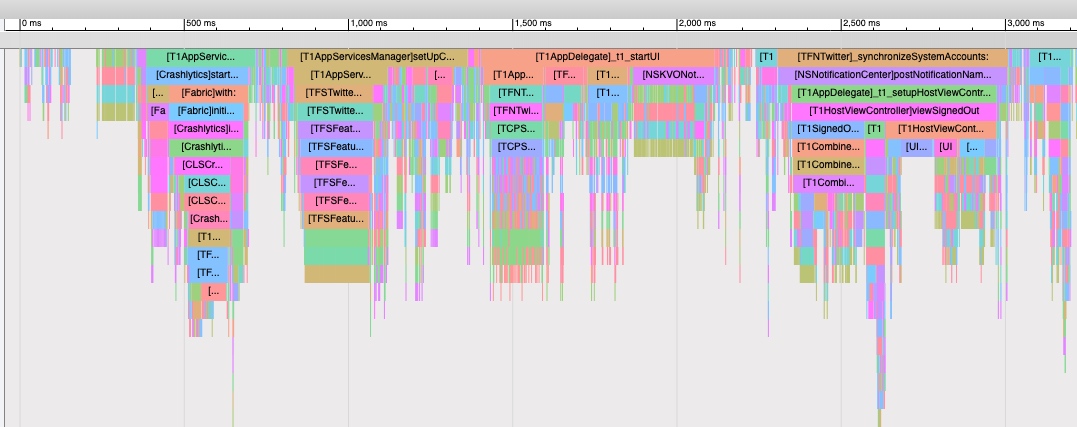 0 ms 500 ms 1,000 ms 1,500 ms 2,000 ms 2,500 ms 3,000 ms
[T1AppServic... [T1AppServicesManager]setUpC... [T1AppDelegate]_t1_startUI [T1 [TFNTwitter]_synchronizeSystemAccounts: [T1...
[Crashlytics]start... [T1AppServ... [... [T1App... [TF... [T1... [NSKVONot... [NSNotificationCenter]postNotificationNam...
[... [Fabric]with: [TFSTwitte... [TFNT... [T1... [T1AppDelegate]_t1_setupHostViewContr...
[Fa [Fabric]initi... [TFSTwitte... [TFNTwi... [T1HostViewController]viewSignedOut
[Crashlytics]i... [TFSFeat... [TCPS... [T1SignedO... [T1 [T1HostViewCont...
[Crashlyti... [TFSFeatu... [TCPS... [T1Combine... [UI... [UI [...
[CLSCr... [TFSFe... [T1Combine...
[CLSC... [TFSFe... [T1Combi...
[CLSC... [TFSFe...
[Crash... [TFSFeatu...
[T1...
[TF...
[TF...
[...